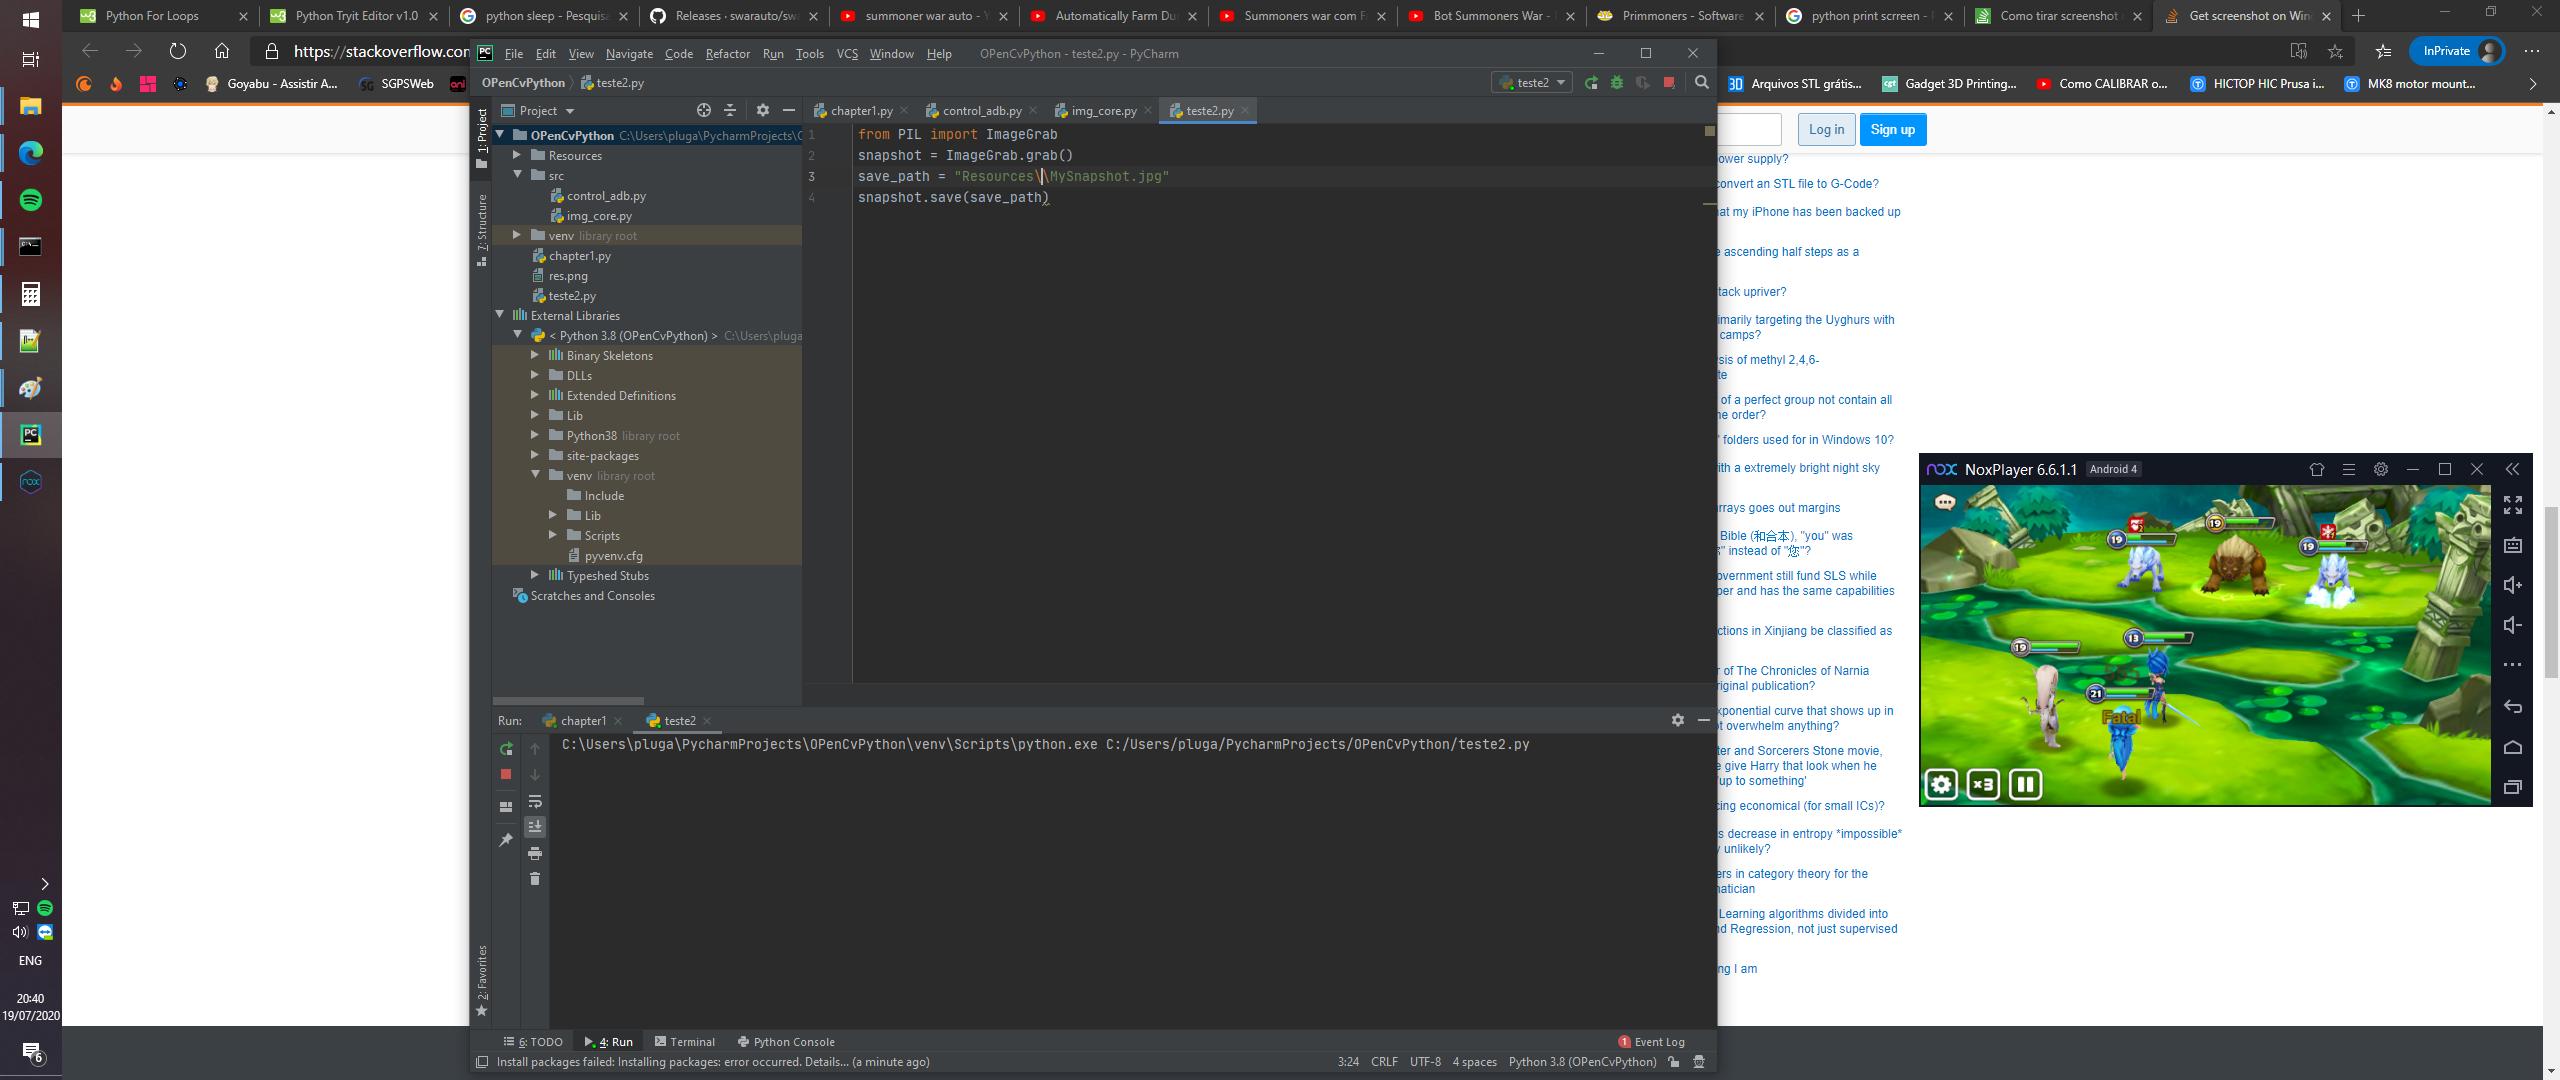 Python For Loops
Python Tryit Editor v1.0
python sleep - Pesquisa
Releases · swarauto/sw
summoner war auto - Y
Automatically Farm Du
Summoners war com F
Bot Summoners War -
Primmoners - Software
python print scrreen -
Como tirar screenshot
Get screenshot on Win
https://stackoverflow.con
InPrivate
Goyabu - Assistir A...
SGPSWeb
Arquivos STL grátis...
Gadget 3D Printing...
Como CALIBRAR o...
HICTOP HIC Prusa i...
MK8 motor mount...
PC
File Edit View Navigate Code Refactor Run Tools VCS Window Help
OPenCvPython - teste2.py - PyCharm
OPenCvPython
teste2.py
teste2
1: Project
7: Structure
2: Favorites
Project
OPenCvPython C:\Users\pluga\PycharmProjects\O
Resources
src
control_adb.py
img_core.py
venv library root
chapter1.py
res.png
teste2.py
External Libraries
< Python 3.8 (OPenCvPython) > C:\Users\pluga
Binary Skeletons
DLLs
Extended Definitions
Lib
Python38 library root
site-packages
venv library root
Include
Lib
Scripts
pyvenv.cfg
Typeshed Stubs
Scratches and Consoles
chapter1.py
control_adb.py
img_core.py
teste2.py
1 from PIL import ImageGrab
2 snapshot = ImageGrab.grab()
3 save_path = "Resources\\MySnapshot.jpg"
4 snapshot.save(save_path)
Run:
chapter1
teste2
C:\Users\pluga\PycharmProjects\OPenCvPython\venv\Scripts\python.exe C:/Users/pluga/PycharmProjects/OPenCvPython/teste2.py
6: TODO
4: Run
Terminal
Python Console
1 Event Log
Install packages failed: Installing packages: error occurred. Details... (a minute ago)
3:24 CRLF UTF-8 4 spaces Python 3.8 (OPenCvPython)
Log in
Sign up
ower supply?
convert an STL file to G-Code?
at my iPhone has been backed up
e ascending half steps as a
tack upriver?
imarily targeting the Uyghurs with
camps?
sis of methyl 2,4,6-
te
of a perfect group not contain all
ne order?
" folders used for in Windows 10?
ith a extremely bright night sky
rrays goes out margins
Bible (和合本), "you" was
" instead of "您"?
overnment still fund SLS while
per and has the same capabilities
ctions in Xinjiang be classified as
r of The Chronicles of Narnia
riginal publication?
xponential curve that shows up in
ot overwhelm anything?
ter and Sorcerers Stone movie,
e give Harry that look when he
'up to something'
cing economical (for small ICs)?
s decrease in entropy *impossible*
y unlikely?
ers in category theory for the
natician
Learning algorithms divided into
nd Regression, not just supervised
ng I am
nox NoxPlayer 6.6.1.1 Android 4
19
19
19
19
13
21
Fatal
x3
PC
nox
ENG
20:40
19/07/2020
6